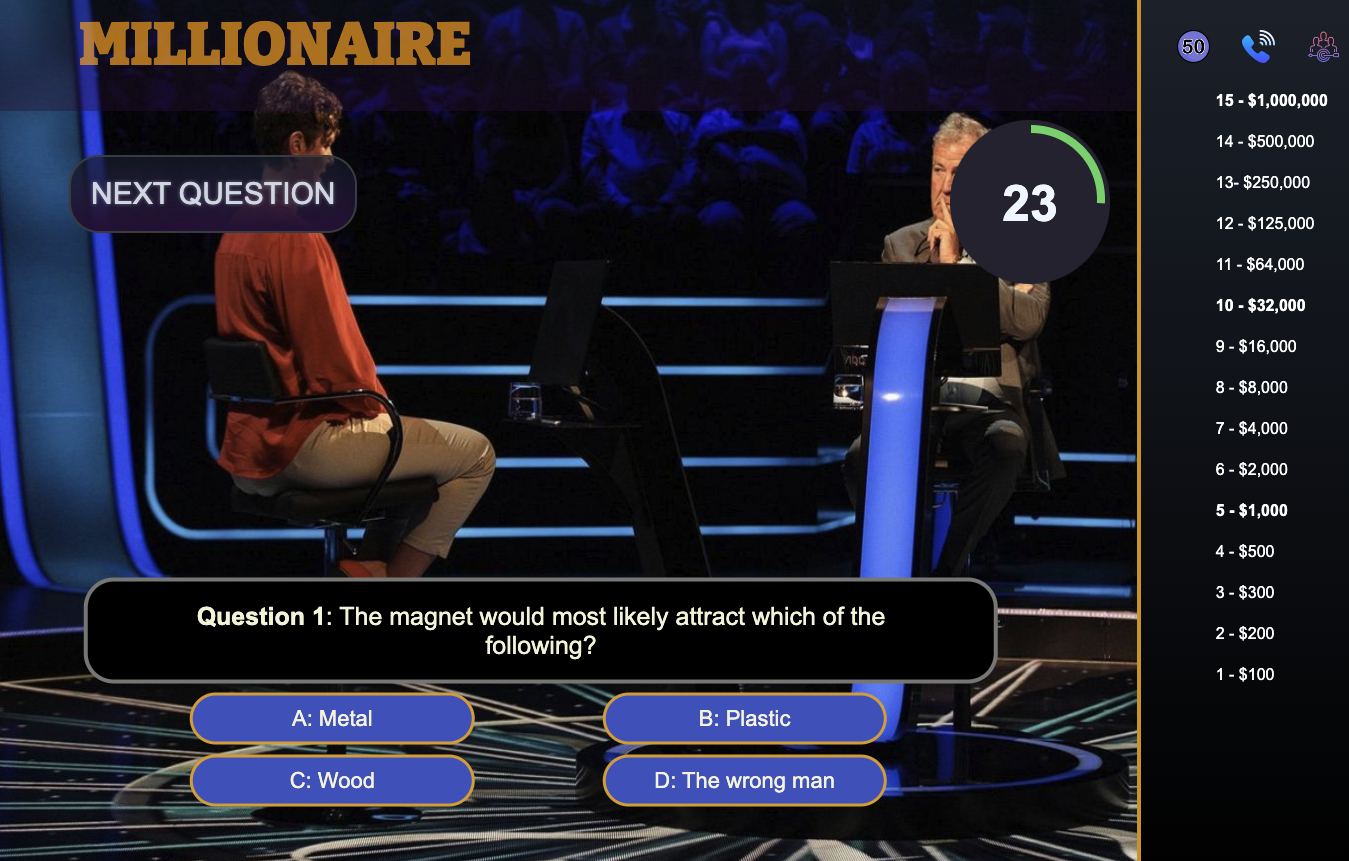 MILLIONAIRE
NEXT QUESTION
23
Question 1: The magnet would most likely attract which of the
following?
A: Metal
B: Plastic
C: Wood
D: The wrong man
50
15 - $1,000,000
14 - $500,000
13- $250,000
12 - $125,000
11 - $64,000
10 - $32,000
9 - $16,000
8 - $8,000
7 - $4,000
6 - $2,000
5 - $1,000
4 - $500
3 - $300
2 - $200
1 - $100